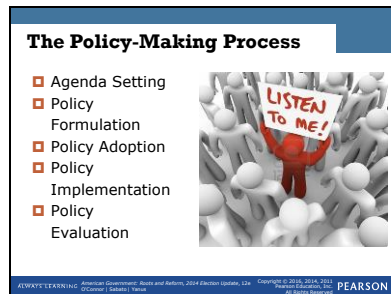 The Policy-Making Process
Agenda Setting
Policy
Formulation
Policy Adoption
Policy
Implementation
Policy
Evaluation
LISTEN
TO ME!
ALWAYS LEARNING
American Government: Roots and Reform, 2014 Election Update, 12e
O'Connor | Sabato | Yanus
Copyright © 2016, 2014, 2011
Pearson Education, Inc.
All Rights Reserved
PEARSON